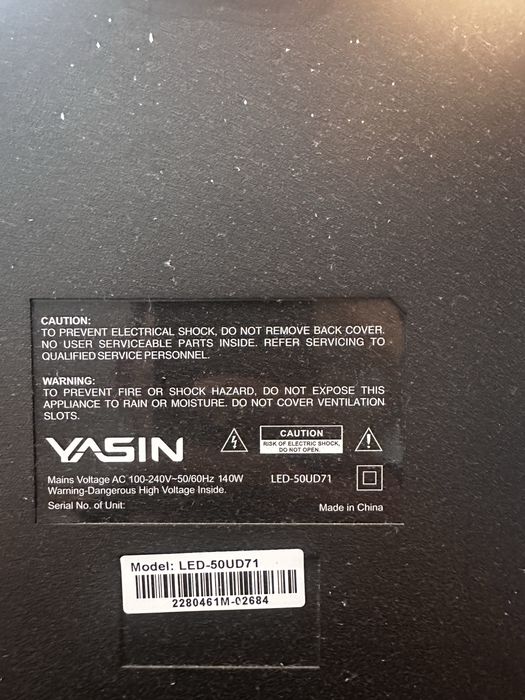 CAUTION:
TO PREVENT ELECTRICAL SHOCK, DO NOT REMOVE BACK COVER.
NO USER SERVICEABLE PARTS INSIDE. REFER SERVICING TO
QUALIFIED SERVICE PERSONNEL.
WARNING:
TO PREVENT FIRE OR SHOCK HAZARD, DO NOT EXPOSE THIS
APPLIANCE TO RAIN OR MOISTURE. DO NOT COVER VENTILATION
SLOTS.
YASIN
CAUTION
RISK OF ELECTRIC SHOCK,
DO NOT OPEN.
Mains Voltage AC 100-240V~50/60Hz 140W
LED-50UD71
Warning-Dangerous High Voltage Inside.
Serial No. of Unit:
Made in China
Model: LED-50UD71
2280461M-02684